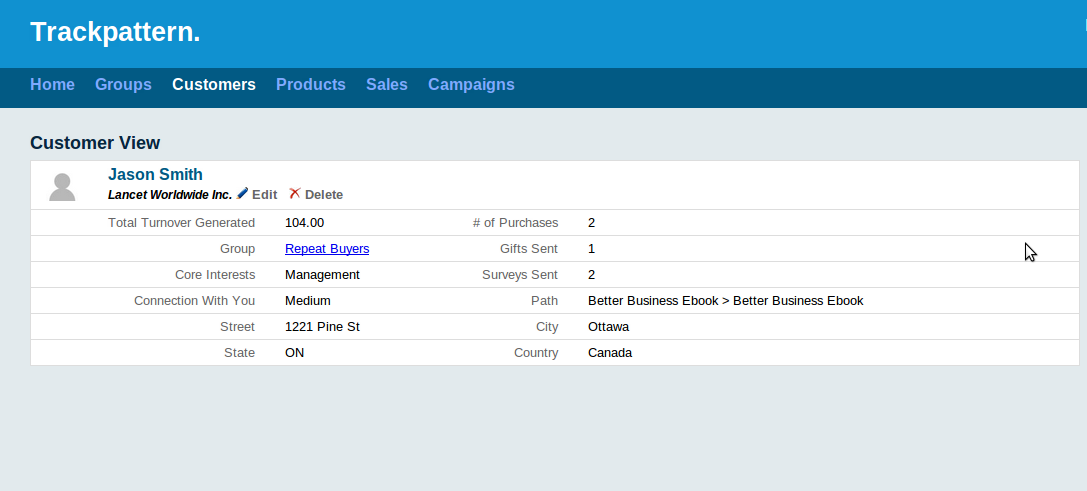 Trackpattern.
Home Groups Customers Products Sales Campaigns
Customer View
Jason Smith
Lancet Worldwide Inc. Edit Delete
Total Turnover Generated 104.00 # of Purchases 2
Group Repeat Buyers Gifts Sent 1
Core Interests Management Surveys Sent 2
Connection With You Medium Path Better Business Ebook > Better Business Ebook
Street 1221 Pine St City Ottawa
State ON Country Canada